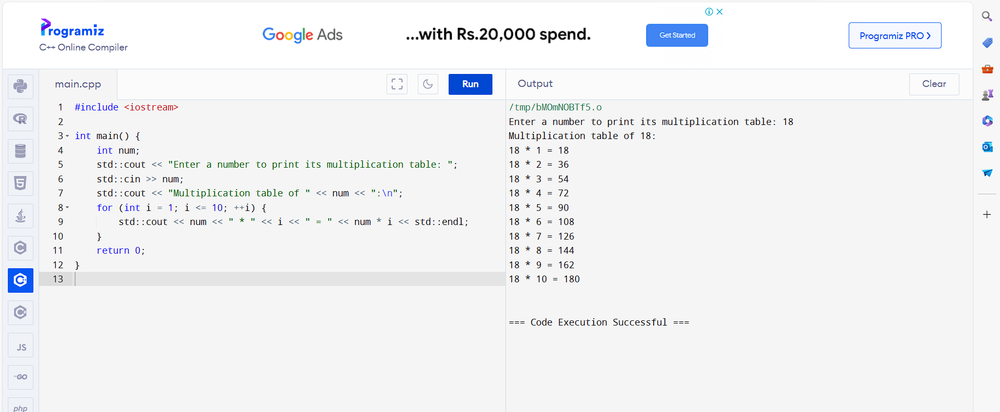 Programiz
C++ Online Compiler
Google Ads
...with Rs.20,000 spend.
Get Started
Programiz PRO
main.cpp
Run
Output
Clear
1 #include <iostream>
2
3 int main() {
4     int num;
5     std::cout << "Enter a number to print its multiplication table: ";
6     std::cin >> num;
7     std::cout << "Multiplication table of " << num << ":\n";
8     for (int i = 1; i <= 10; ++i) {
9         std::cout << num << " * " << i << " = " << num * i << std::endl;
10     }
11     return 0;
12 }
13
/tmp/bMOmNOBTf5.o
Enter a number to print its multiplication table: 18
Multiplication table of 18:
18 * 1 = 18
18 * 2 = 36
18 * 3 = 54
18 * 4 = 72
18 * 5 = 90
18 * 6 = 108
18 * 7 = 126
18 * 8 = 144
18 * 9 = 162
18 * 10 = 180
=== Code Execution Successful ===
R
5
C
C++
C#
JS
GO
php